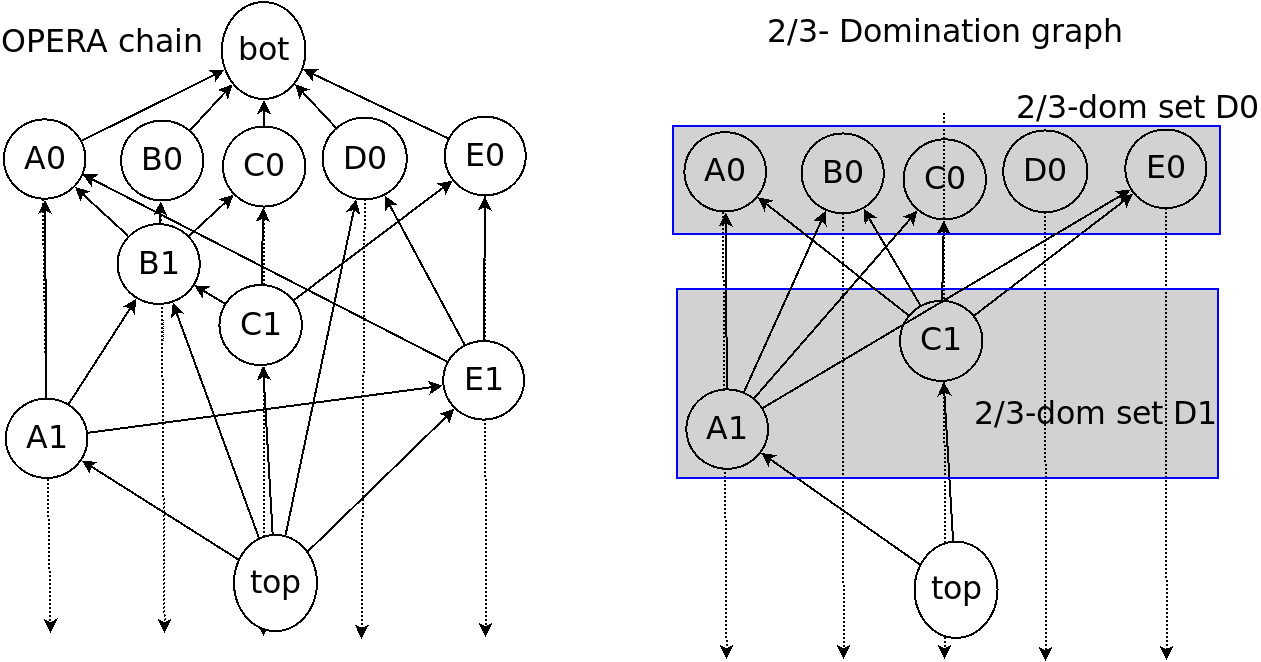 OPERA chain
bot
A0
B0
C0
D0
E0
B1
C1
E1
A1
top
2/3- Domination graph
2/3-dom set D0
A0
B0
C0
D0
E0
C1
2/3-dom set D1
A1
top